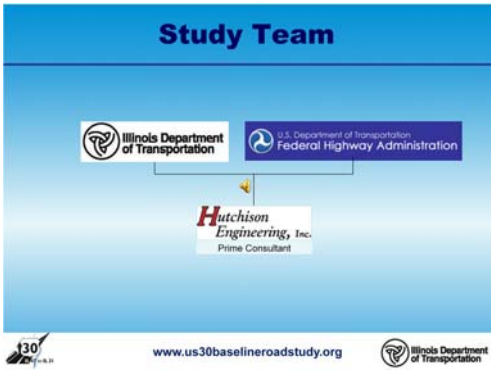 Study Team
Illinois Department
of Transportation
U.S. Department of Transportation
Federal Highway Administration
Hutchison
Engineering, Inc.
Prime Consultant
30
www.us30baselineroadstudy.org
Illinois Department
of Transportation